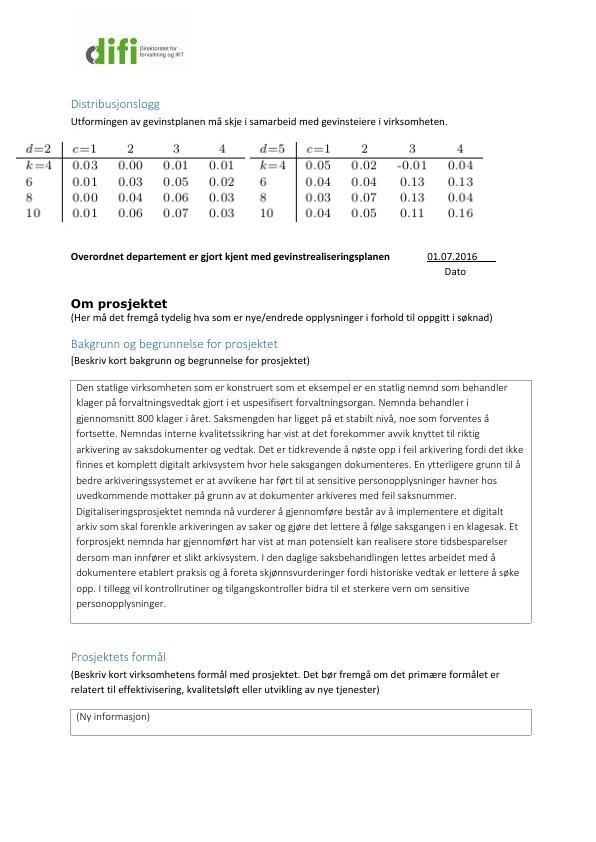 difi Direktoratet for
forvaltning og IKT
Distribusjonslogg
Utformingen av gevinstplanen må skje i samarbeid med gevinsteiere i virksomheten.
d=2 c=1 2 3 4 d=5 c=1 2 3 4
k=4 0.03 0.00 0.01 0.01 k=4 0.05 0.02 -0.01 0.04
6 0.01 0.03 0.05 0.02 6 0.04 0.04 0.13 0.13
8 0.00 0.04 0.06 0.03 8 0.03 0.07 0.13 0.04
10 0.01 0.06 0.07 0.03 10 0.04 0.05 0.11 0.16
Overordnet departement er gjort kjent med gevinstrealiseringsplanen 01.07.2016
Dato
Om prosjektet
(Her må det fremgå tydelig hva som er nye/endrede opplysninger i forhold til oppgitt i søknad)
Bakgrunn og begrunnelse for prosjektet
[Beskriv kort bakgrunn og begrunnelse for prosjektet)
Den statlige virksomheten som er konstruert som et eksempel er en statlig nemnd som behandler
klager på forvaltningsvedtak gjort i et uspesifisert forvaltningsorgan. Nemnda behandler i
gjennomsnitt 800 klager i året. Saksmengden har ligget på et stabilt nivå, noe som forventes å
fortsette. Nemndas interne kvalitetssikring har vist at det forekommer avvik knyttet til riktig
arkivering av saksdokumenter og vedtak. Det er tidkrevende å nøste opp i feil arkivering fordi det ikke
finnes et komplett digitalt arkivsystem hvor hele saksgangen dokumenteres. En ytterligere grunn til å
bedre arkiveringssystemet er at avvikene har ført til at sensitive personopplysninger havner hos
uvedkommende mottaker på grunn av at dokumenter arkiveres med feil saksnummer.
Digitaliseringsprosjektet nemnda nå vurderer å gjennomføre består av å implementere et digitalt
arkiv som skal forenkle arkiveringen av saker og gjøre det lettere å følge saksgangen i en klagesak. Et
forprosjekt nemnda har gjennomført har vist at man potensielt kan realisere store tidsbesparelser
dersom man innfører et slikt arkivsystem. I den daglige saksbehandlingen lettes arbeidet med å
dokumentere etablert praksis og å foreta skjønnsvurderinger fordi historiske vedtak er lettere å søke
opp. I tillegg vil kontrollrutiner og tilgangskontroller bidra til et sterkere vern om sensitive
personopplysninger.
Prosjektets formål
(Beskriv kort virksomhetens formål med prosjektet. Det bør fremgå om det primære formålet er
relatert til effektivisering, kvalitetsløft eller utvikling av nye tjenester)
(Ny informasjon)